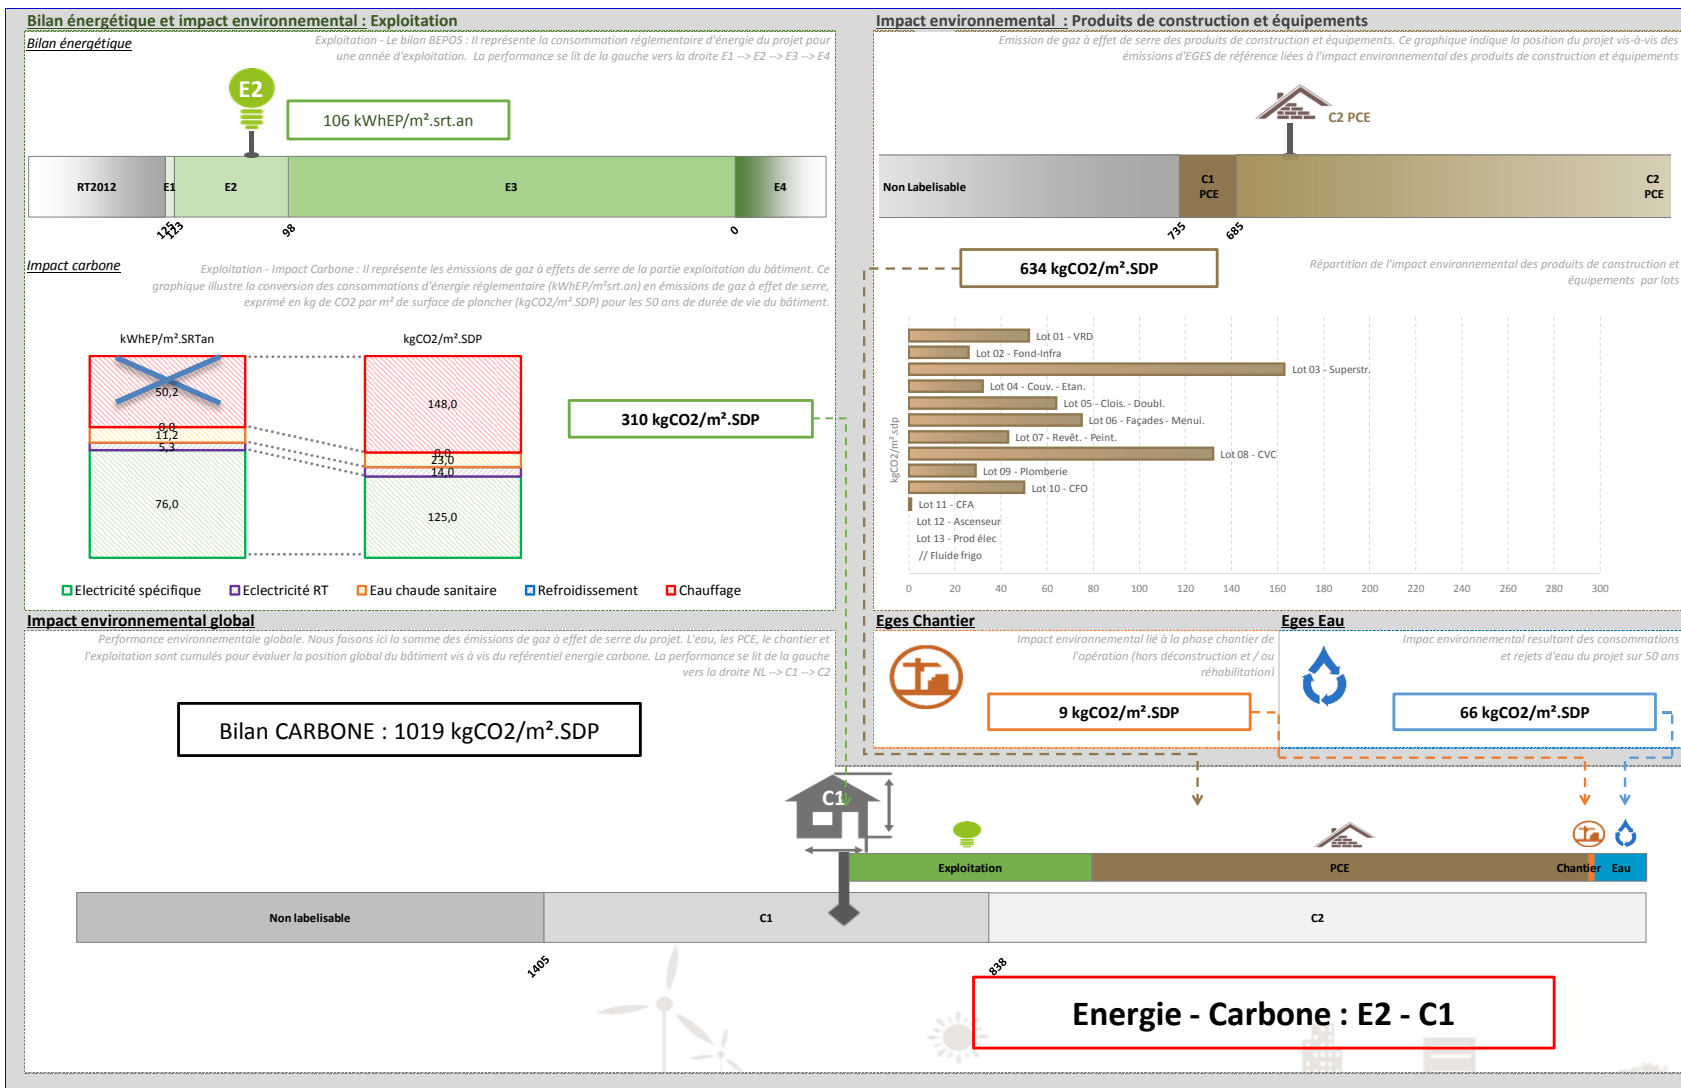 Bilan énergétique et impact environnemental : Exploitation
Bilan énergétique
Exploitation - Le bilan BEPOS : Il représente la consommation réglementaire d'énergie du projet pour
une année d'exploitation. La performance se lit de la gauche vers la droite E1 --> E2 --> E3 --> E4
E2
106 kWhEP/m².srt.an
RT2012
E1
E2
E3
E4
125
123
98
0
Impact carbone
Exploitation - Impact Carbone : Il représente les émissions de gaz à effets de serre de la partie exploitation du bâtiment. Ce
graphique illustre la conversion des consommations d'énergie réglementaire (kWhEP/m²srt.an) en émissions de gaz à effet de serre,
exprimé en kg de CO2 par m² de surface de plancher (kgCO2/m².SDP) pour les 50 ans de durée de vie du bâtiment.
kWhEP/m².SRTan
kgCO2/m².SDP
50,2
0,0
11,2
5,3
76,0
148,0
0,0
23,0
14,0
125,0
310 kgCO2/m².SDP
Electricité spécifique
Eclectricité RT
Eau chaude sanitaire
Refroidissement
Chauffage
Impact environnemental : Produits de construction et équipements
Emission de gaz à effet de serre des produits de construction et équipements. Ce graphique indique la position du projet vis-à-vis des
émissions d'EGES de référence liées à l'impact environnemental des produits de construction et équipements
C2 PCE
Non Labelisable
C1
PCE
C2
PCE
735
685
634 kgCO2/m².SDP
Répartition de l'impact environnemental des produits de construction et
équipements par lots
kgCO2/m².sdp
Lot 01 - VRD
Lot 02 - Fond-Infra
Lot 03 - Superstr.
Lot 04 - Couv. - Etan.
Lot 05 - Clois. - Doubl.
Lot 06 - Façades - Menui.
Lot 07 - Revêt. - Peint.
Lot 08 - CVC
Lot 09 - Plomberie
Lot 10 - CFO
Lot 11 - CFA
Lot 12 - Ascenseur
Lot 13 - Prod élec
// Fluide frigo
0 20 40 60 80 100 120 140 160 180 200 220 240 260 280 300
Impact environnemental global
Performance environnementale globale. Nous faisons ici la somme des émissions de gaz à effet de serre du projet. L'eau, les PCE, le chantier et
l'exploitation sont cumulés pour évaluer la position global du bâtiment vis à vis du reférentiel energie carbone. La performance se lit de la gauche
vers la droite NL --> C1 --> C2
Bilan CARBONE : 1019 kgCO2/m².SDP
Eges Chantier
Impact environnemental lié à la phase chantier de
l'opération (hors déconstruction et / ou
réhabilitation)
9 kgCO2/m².SDP
Eges Eau
Impac environnemental resultant des consommations
et rejets d'eau du projet sur 50 ans
66 kgCO2/m².SDP
C1
Exploitation
PCE
Chantier
Eau
Non labelisable
C1
C2
1405
838
Energie - Carbone : E2 - C1